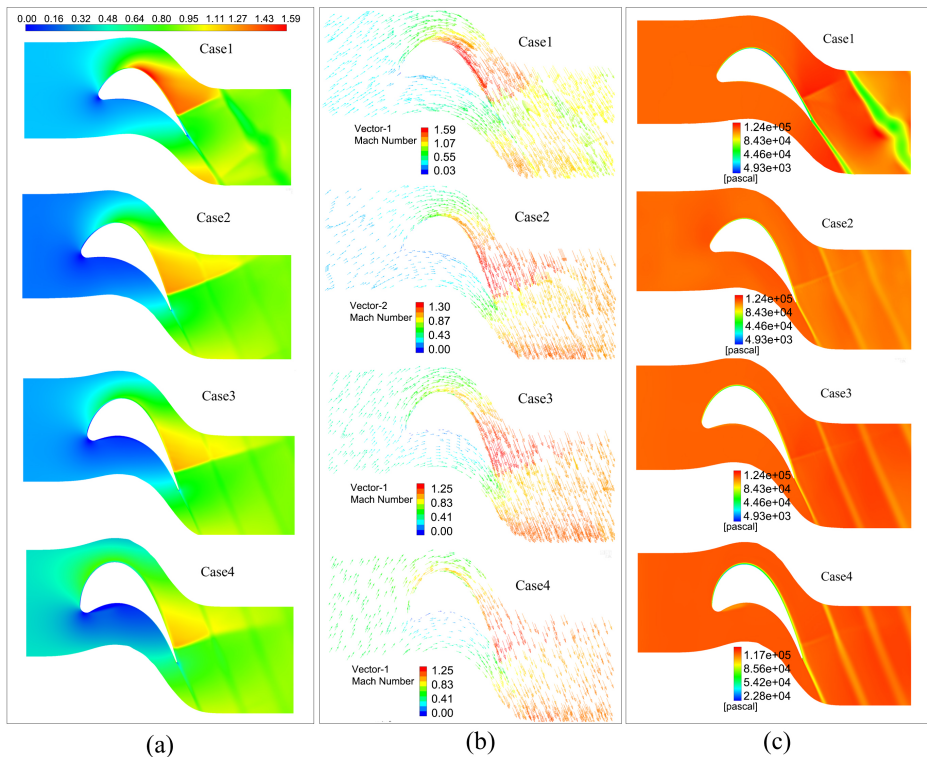 0.00 0.16 0.32 0.48 0.64 0.80 0.95 1.11 1.27 1.43 1.59
Case1
Case2
Case3
Case4
(a)
Case1
Vector-1
Mach Number
1.59
1.07
0.55
0.03
Case2
Vector-2
Mach Number
1.30
0.87
0.43
0.00
Case3
Vector-1
Mach Number
1.25
0.83
0.41
0.00
Case4
Vector-1
Mach Number
1.25
0.83
0.41
0.00
(b)
Case1
1.24e+05
8.43e+04
4.46e+04
4.93e+03
[pascal]
Case2
1.24e+05
8.43e+04
4.46e+04
4.93e+03
[pascal]
Case3
1.24e+05
8.43e+04
4.46e+04
4.93e+03
[pascal]
Case4
1.17e+05
8.56e+04
5.42e+04
2.28e+04
[pascal]
(c)